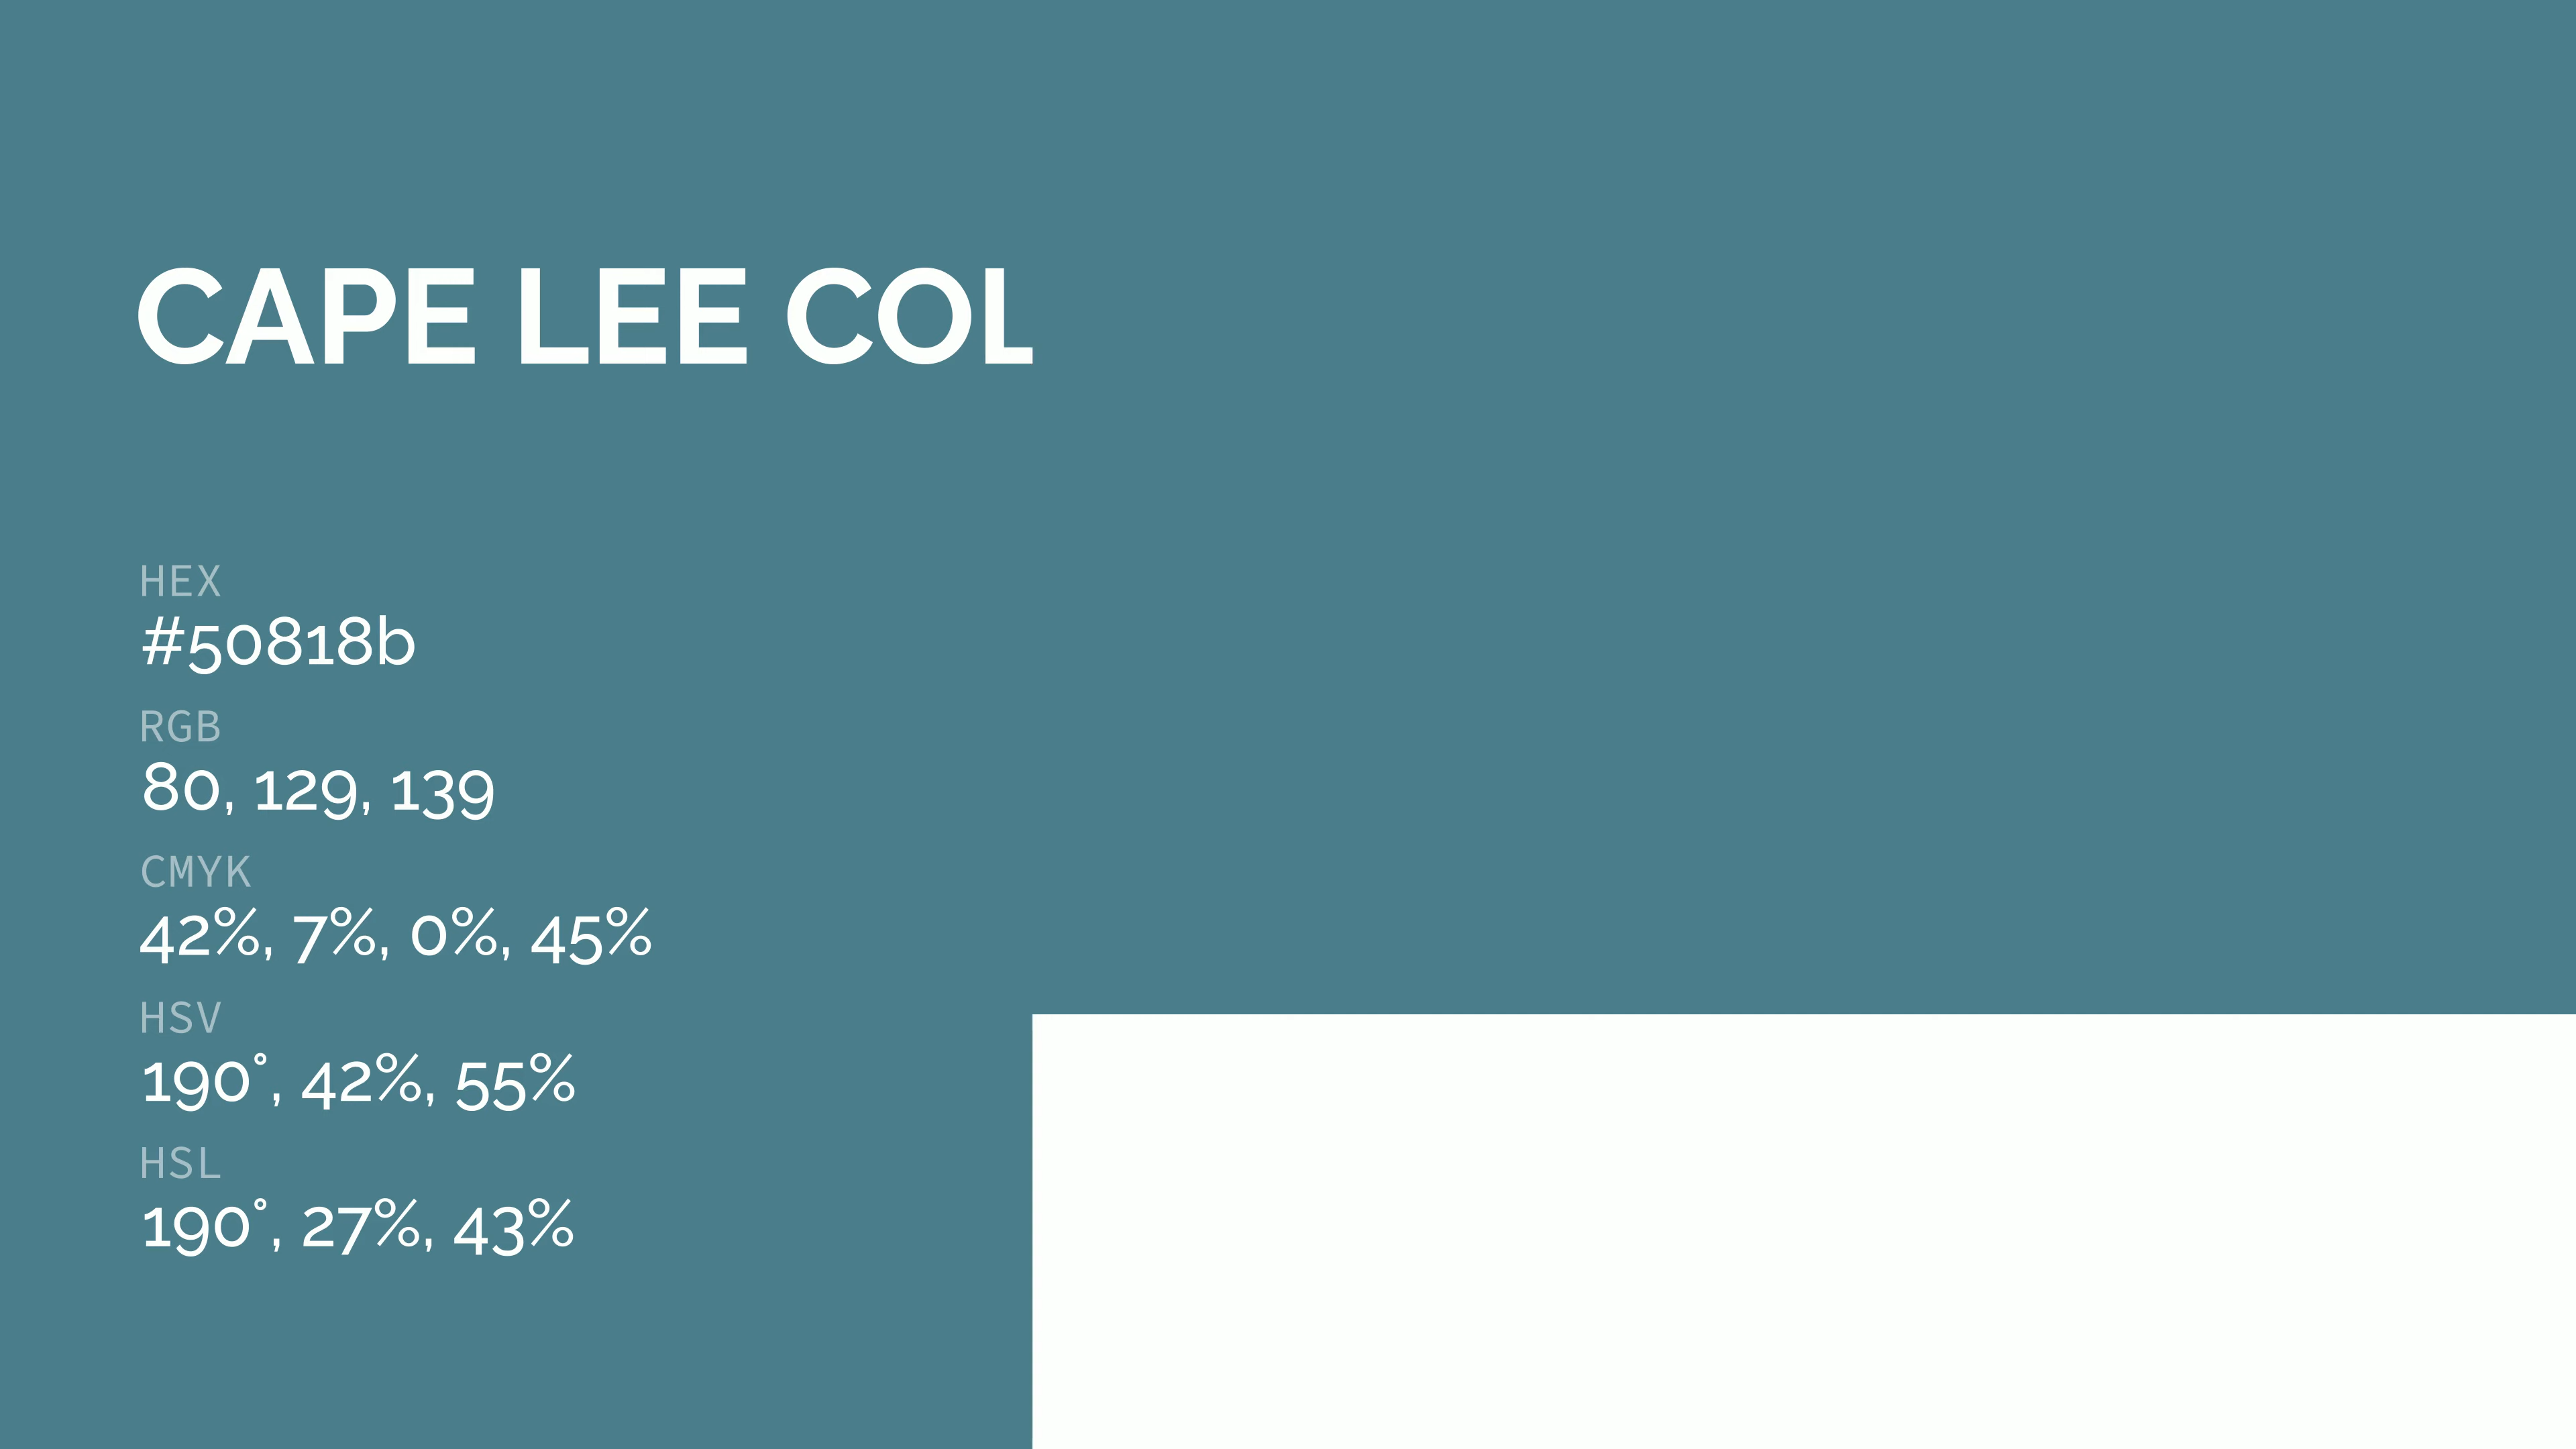 CAPE LEE COL
HEX
#50818b
RGB
80, 129, 139
CMYK
42%, 7%, 0%, 45%
HSV
190°, 42%, 55%
HSL
190°, 27%, 43%